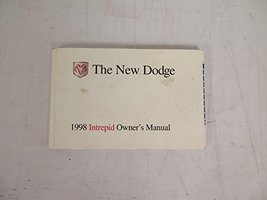 The New Dodge
1998 Intrepid Owner's Manual